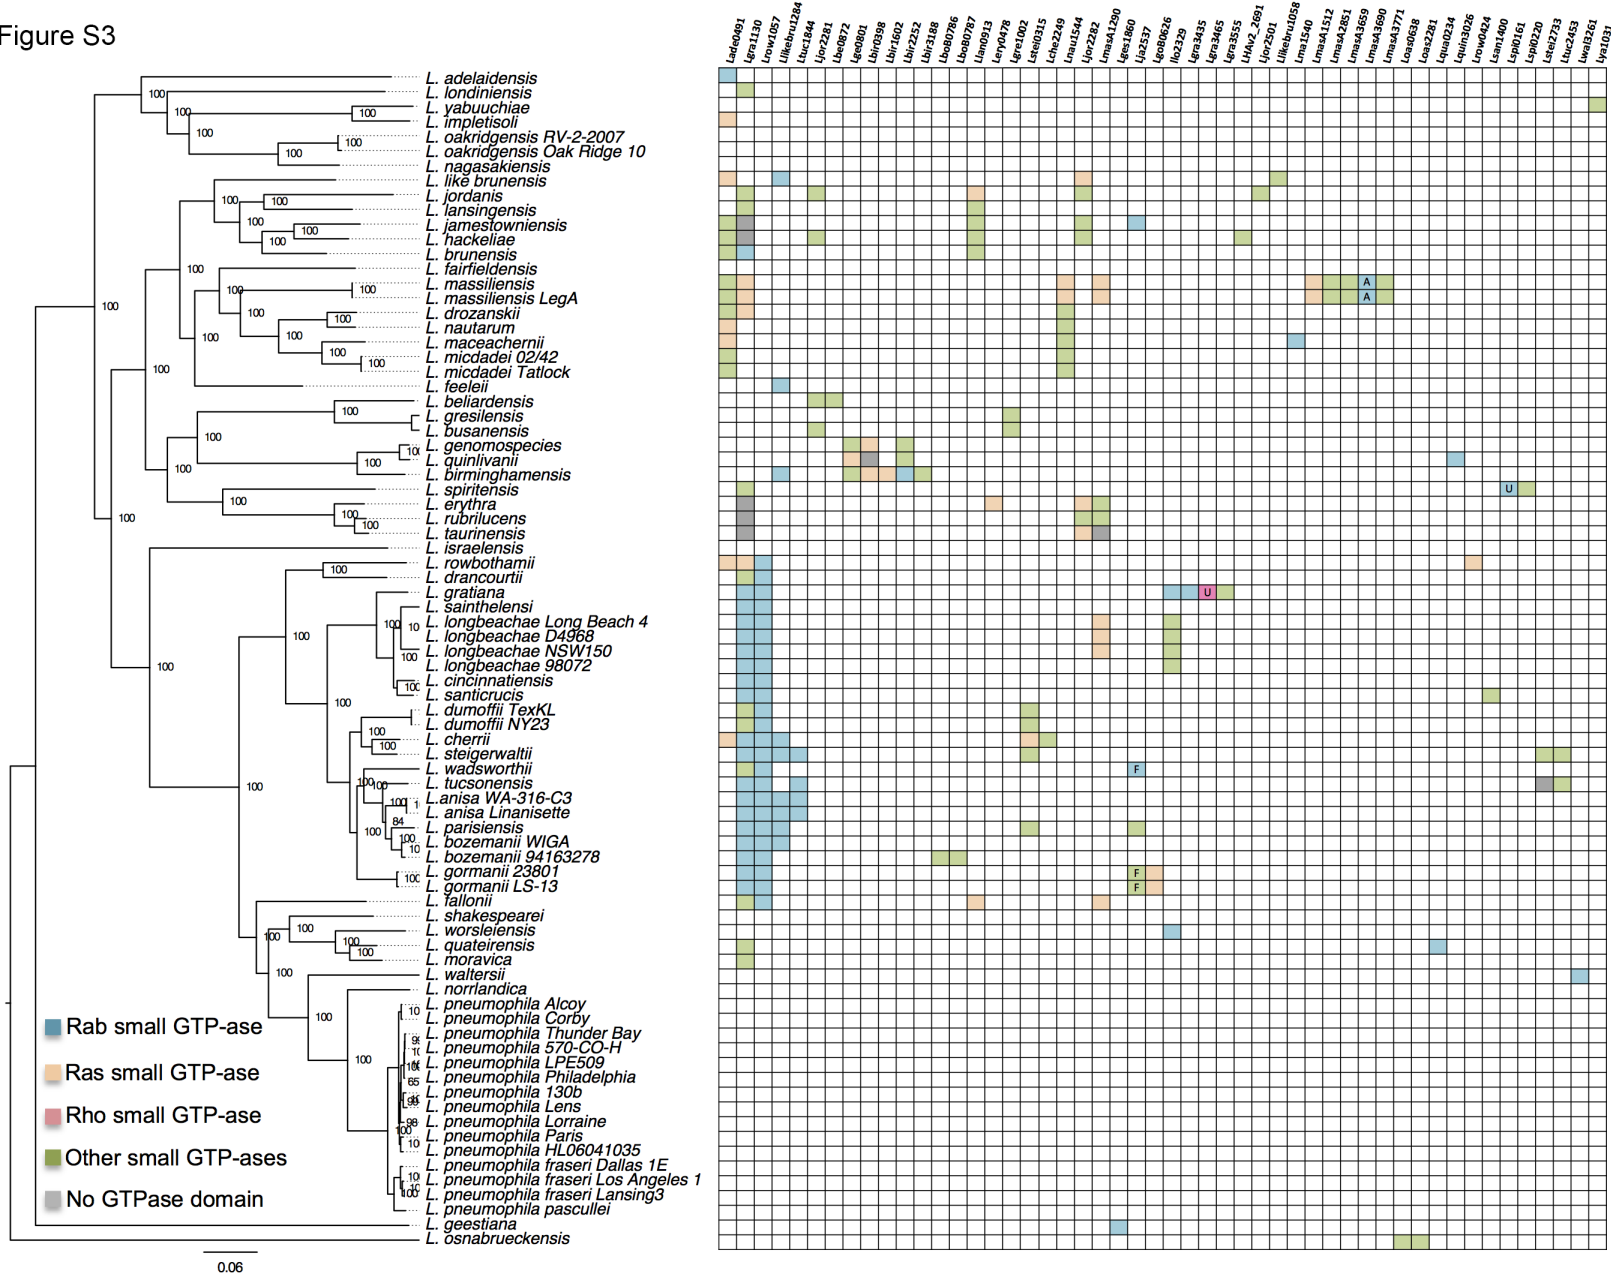 Figure S3
Lade0491
Lgra1130
Lrow1057
Llikebru1284
Ltuc1844
Ljor2281
Lbe0872
Lge0801
Lbir0398
Lbir1602
Lbir2252
Lbir3188
LboB0786
LboB0787
Llan0913
Lery0478
Lgre1002
Lstei0315
Lche2249
Lnau1544
Ljor2282
LmasA1290
Lges1860
Lja2537
LgoB0626
llo2329
Lgra3435
Lgra3465
Lgra3555
LHAv2_2691
Ljor2501
Llikebru1058
Lma1540
LmasA1512
LmasA2851
LmasA3659
LmasA3690
LmasA3771
Loas0638
Loas2281
Lqua0234
Lquin3026
Lrow0424
Lsan1400
Lspi0161
Lspi0220
Lstei2733
Ltuc2453
Lwal3261
Lya1031
L. adelaidensis
L. londiniensis
L. yabuuchiae
L. impletisoli
L. oakridgensis RV-2-2007
L. oakridgensis Oak Ridge 10
L. nagasakiensis
L. like brunensis
L. jordanis
L. lansingensis
L. jamestowniensis
L. hackeliae
L. brunensis
L. fairfieldensis
L. massiliensis A
L. massiliensis LegA A
L. drozanskii
L. nautarum
L. maceachernii
L. micdadei 02/42
L. micdadei Tatlock
L. feeleii
L. beliardensis
L. gresilensis
L. busanensis
L. genomospecies
L. quinlivanii
L. birminghamensis
L. spiritensis U
L. erythra
L. rubrilucens
L. taurinensis
L. israelensis
L. rowbothamii
L. drancourtii
L. gratiana U
L. sainthelensi
L. longbeachae Long Beach 4
L. longbeachae D4968
L. longbeachae NSW150
L. longbeachae 98072
L. cincinnatiensis
L. santicrucis
L. dumoffii TexKL
L. dumoffii NY23
L. cherrii
L. steigerwaltii
L. wadsworthii F
L. tucsonensis
L.anisa WA-316-C3
L. anisa Linanisette
L. parisiensis
L. bozemanii WIGA
L. bozemanii 94163278
L. gormanii 23801 F
L. gormanii LS-13 F
L. fallonii
L. shakespearei
L. worsleiensis
L. quateirensis
L. moravica
L. waltersii
L. norrlandica
L. pneumophila Alcoy
L. pneumophila Corby
L. pneumophila Thunder Bay
L. pneumophila 570-CO-H
L. pneumophila LPE509
L. pneumophila Philadelphia
L. pneumophila 130b
L. pneumophila Lens
L. pneumophila Lorraine
L. pneumophila Paris
L. pneumophila HL06041035
L. pneumophila fraseri Dallas 1E
L. pneumophila fraseri Los Angeles 1
L. pneumophila fraseri Lansing3
L. pneumophila pascullei
L. geestiana
L. osnabrueckensis
Rab small GTP-ase
Ras small GTP-ase
Rho small GTP-ase
Other small GTP-ases
No GTPase domain
0.06